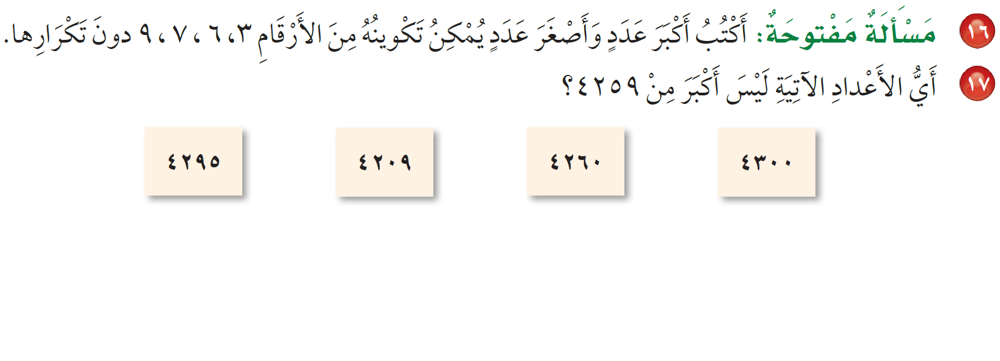 ١٦ مَسْأَلَةٌ مَفْتوحَةٌ: أَكْتُبُ أَكْبَرَ عَدَدٍ وَأَصْغَرَ عَدَدٍ يُمْكِنُ تَكْوينُهُ مِنَ الأَرْقَامِ ٣، ٦ ، ٧ ، ٩ دونَ تَكْرَارِها.
١٧ أَيُّ الأَعْدادِ الآتِيَةِ لَيْسَ أَكْبَرَ مِنْ ٤٢٥٩؟
٤٣٠٠ ٤٢٦٠ ٤٢٠٩ ٤٢٩٥